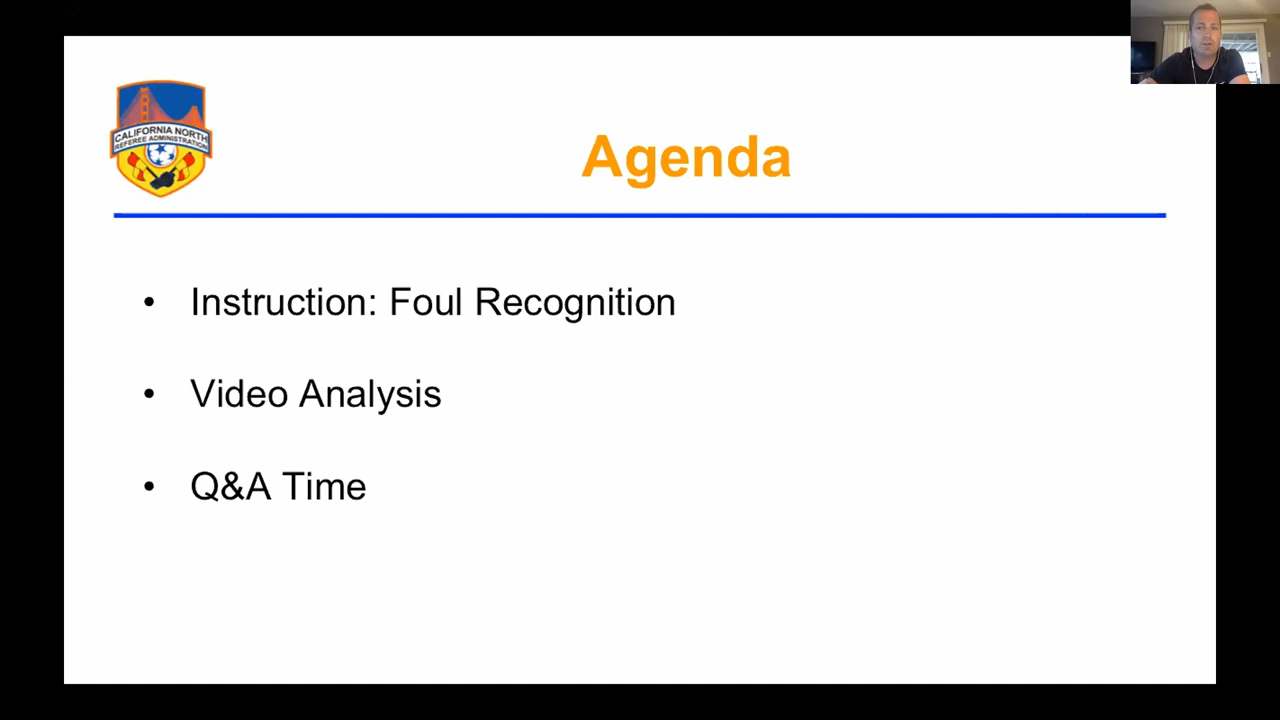 CALIFORNIA NORTH
REFEREE ADMINISTRATION
Agenda
• Instruction: Foul Recognition
• Video Analysis
• Q&A Time